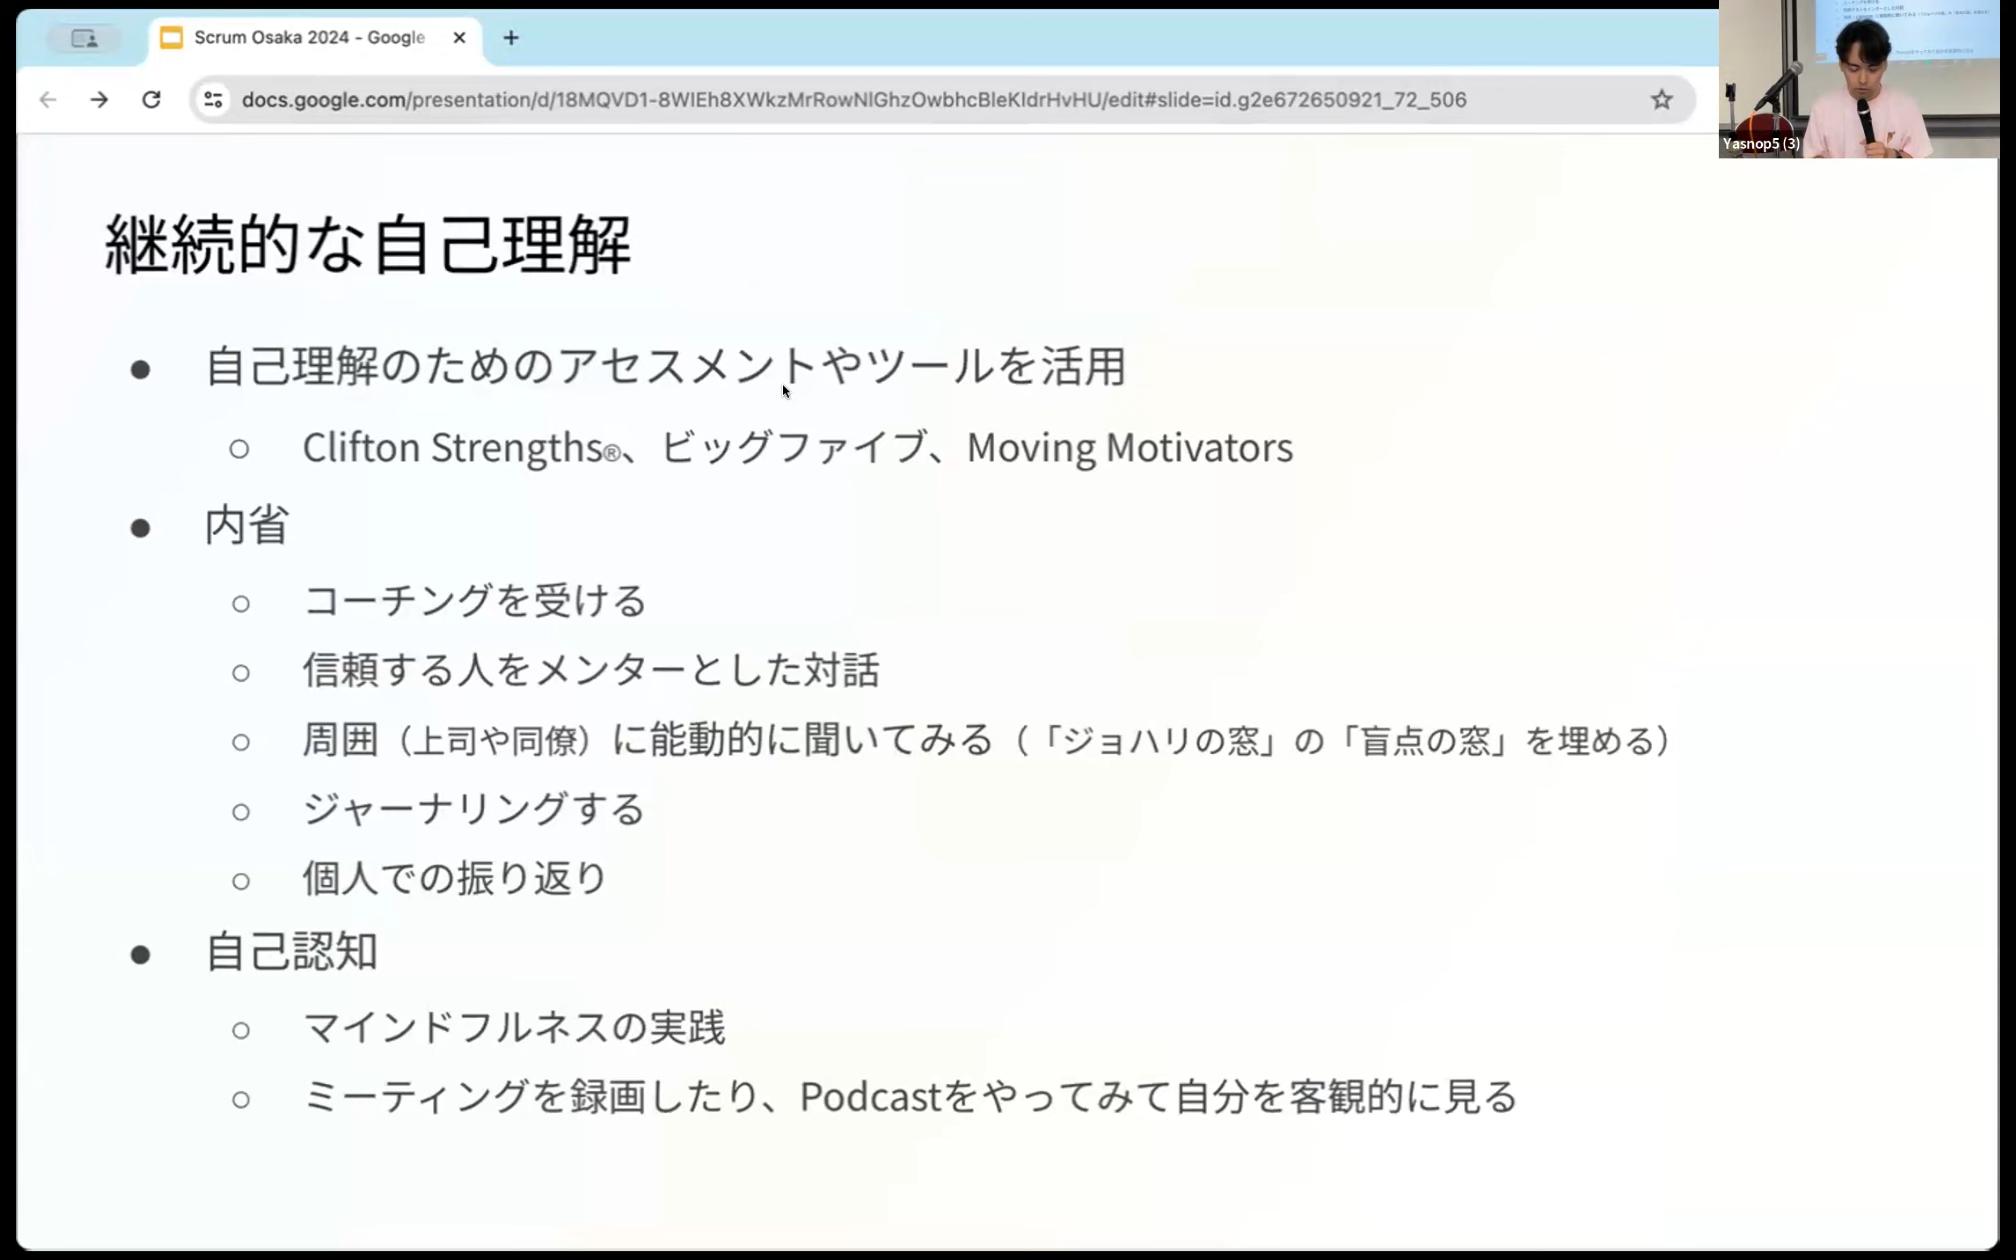 Scrum Osaka 2024 - Google
docs.google.com/presentation/d/18MQVD1-8WIEh8XWkzMrRowNlGhzOwbhcBleKIdrHvHU/edit#slide=id.g2e672650921_72_506
Yasnop5 (3)
継続的な自己理解
● 自己理解のためのアセスメントやツールを活用
○ Clifton Strengths®、ビッグファイブ、Moving Motivators
● 内省
○ コーチングを受ける
○ 信頼する人をメンターとした対話
○ 周囲（上司や同僚）に能動的に聞いてみる（「ジョハリの窓」の「盲点の窓」を埋める）
○ ジャーナリングする
○ 個人での振り返り
● 自己認知
○ マインドフルネスの実践
○ ミーティングを録画したり、Podcastをやってみて自分を客観的に見る